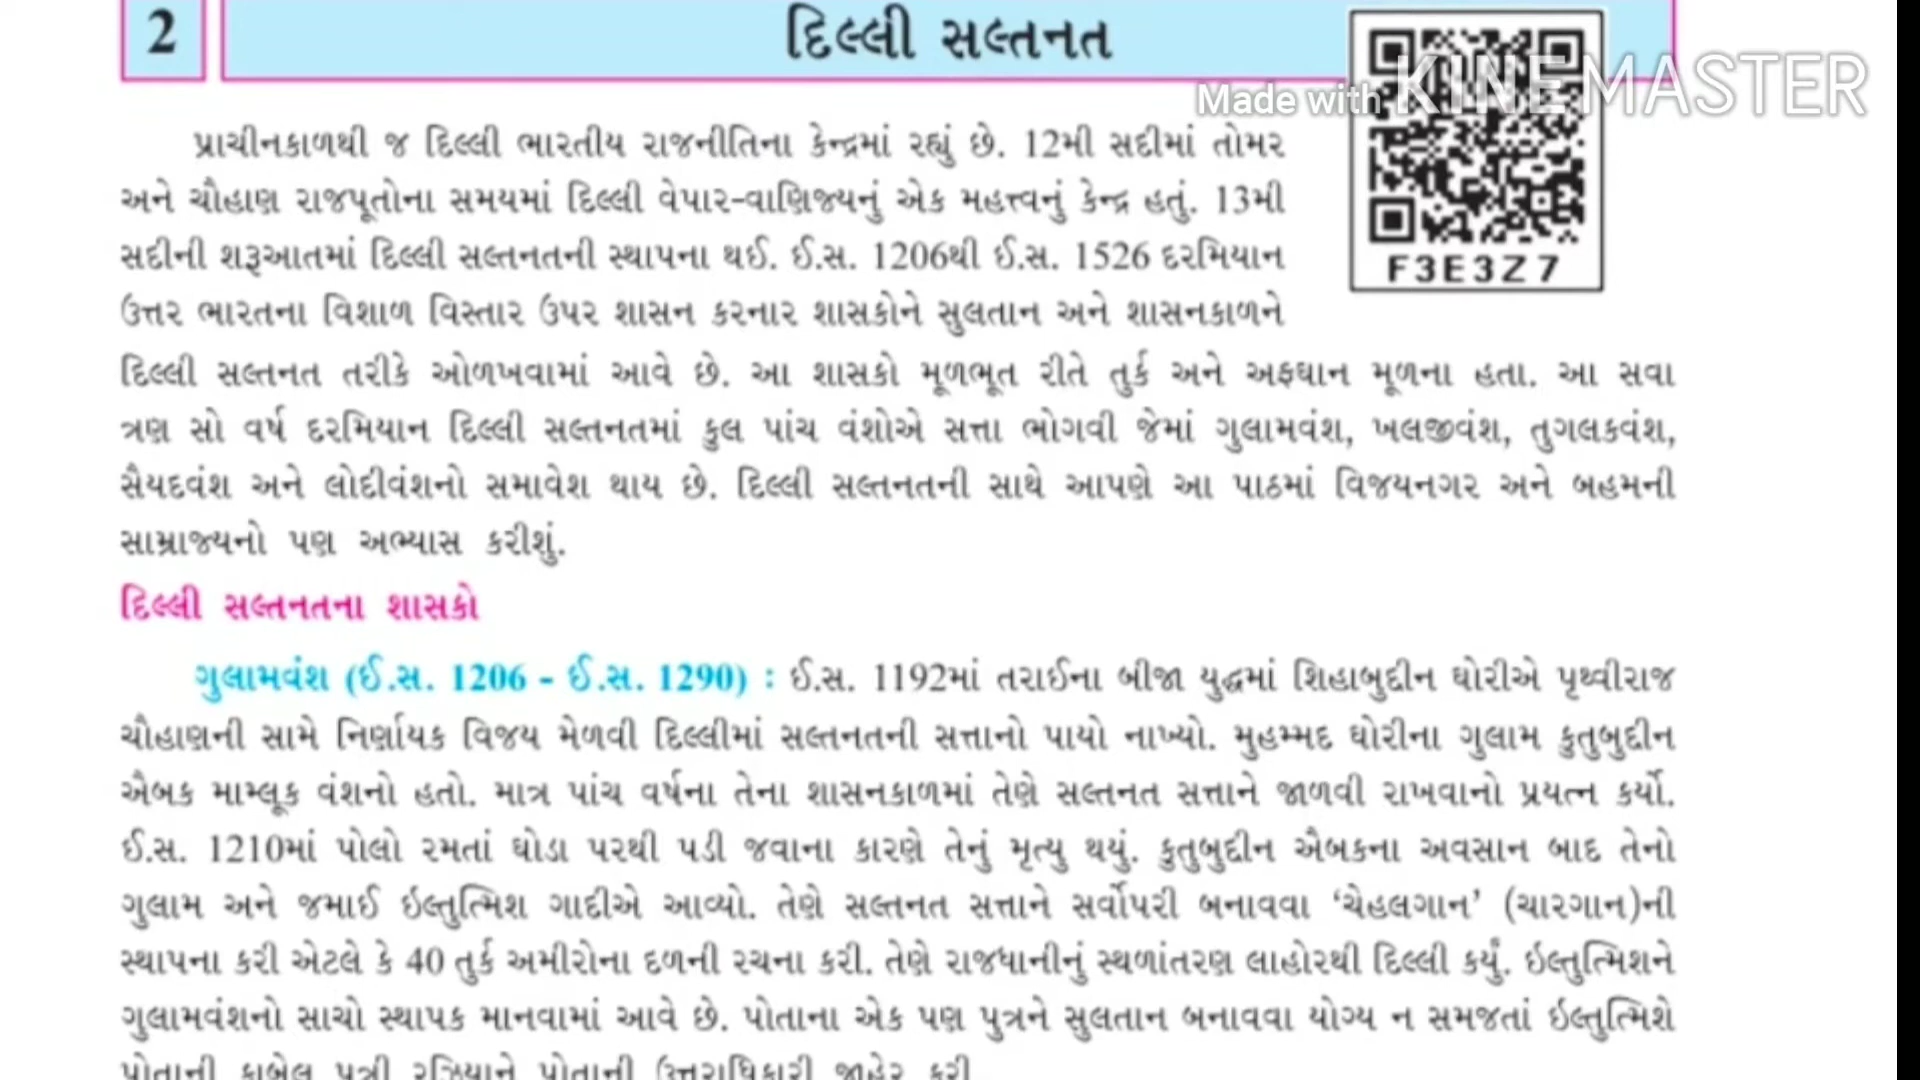 2
દિલ્લી સલ્તનત
Made with KINEMASTER
પ્રાચીનકાળથી જ દિલ્લી ભારતીય રાજનીતિના કેન્દ્રમાં રહ્યું છે. 12મી સદીમાં તોમર
અને ચૌહાણ રાજપૂતોના સમયમાં દિલ્લી વેપાર-વાણિજ્યનું એક મહત્ત્વનું કેન્દ્ર હતું. 13મી
સદીની શરૂઆતમાં દિલ્લી સલ્તનતની સ્થાપના થઈ. ઈ.સ. 1206થી ઈ.સ. 1526 દરમિયાન
F3E3Z7
ઉત્તર ભારતના વિશાળ વિસ્તાર ઉપર શાસન કરનાર શાસકોને સુલતાન અને શાસનકાળને
દિલ્લી સલ્તનત તરીકે ઓળખવામાં આવે છે. આ શાસકો મૂળભૂત રીતે તુર્ક અને અફઘાન મૂળના હતા. આ સવા
ત્રણ સો વર્ષ દરમિયાન દિલ્લી સલ્તનતમાં કુલ પાંચ વંશોએ સત્તા ભોગવી જેમાં ગુલામવંશ, ખલજીવંશ, તુગલકવંશ,
સૈયદવંશ અને લોદીવંશનો સમાવેશ થાય છે. દિલ્લી સલ્તનતની સાથે આપણે આ પાઠમાં વિજયનગર અને બહમની
સામ્રાજ્યનો પણ અભ્યાસ કરીશું.
દિલ્લી સલ્તનતના શાસકો
ગુલામવંશ (ઈ.સ. 1206 - ઈ.સ. 1290) : ઈ.સ. 1192માં તરાઈના બીજા યુદ્ધમાં શિહાબુદ્દીન ઘોરીએ પૃથ્વીરાજ
ચૌહાણની સામે નિર્ણાયક વિજય મેળવી દિલ્લીમાં સલ્તનતની સત્તાનો પાયો નાખ્યો. મુહમ્મદ ઘોરીના ગુલામ કુતુબુદ્દીન
ઐબક મામ્લૂક વંશનો હતો. માત્ર પાંચ વર્ષના તેના શાસનકાળમાં તેણે સલ્તનત સત્તાને જાળવી રાખવાનો પ્રયત્ન કર્યો.
ઈ.સ. 1210માં પોલો રમતાં ઘોડા પરથી પડી જવાના કારણે તેનું મૃત્યુ થયું. કુતુબુદ્દીન ઐબકના અવસાન બાદ તેનો
ગુલામ અને જમાઈ ઇલ્તુત્મિશ ગાદીએ આવ્યો. તેણે સલ્તનત સત્તાને સર્વોપરી બનાવવા ‘ચેહલગાન’ (ચારગાન)ની
સ્થાપના કરી એટલે કે 40 તુર્ક અમીરોના દળની રચના કરી. તેણે રાજધાનીનું સ્થળાંતરણ લાહોરથી દિલ્લી કર્યું. ઇલ્તુત્મિશને
ગુલામવંશનો સાચો સ્થાપક માનવામાં આવે છે. પોતાના એક પણ પુત્રને સુલતાન બનાવવા યોગ્ય ન સમજતાં ઇલ્તુત્મિશે
પોતાની કાબેલ પુત્રી રઝિયાને પોતાની ઉત્તરાધિકારી જાહેર કરી.